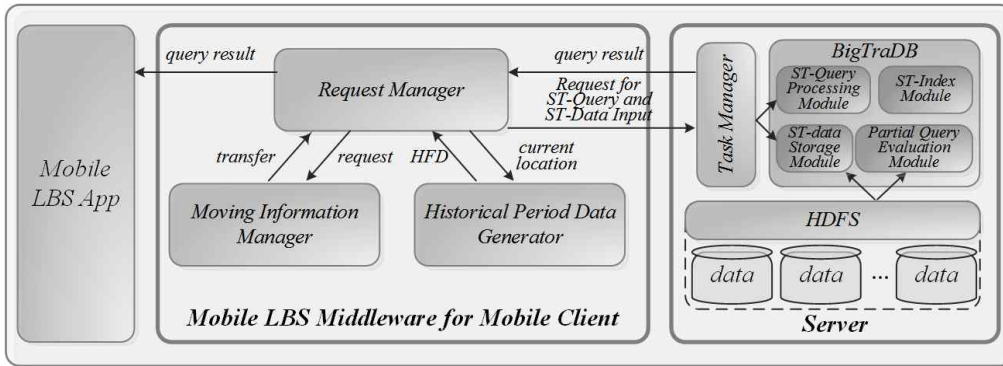 Mobile
LBS App
query result
Request Manager
transfer
request
HFD
current
location
Moving Information
Manager
Historical Period Data
Generator
Mobile LBS Middleware for Mobile Client
query result
Request for
ST-Query and
ST-Data Input
Task Manager
BigTraDB
ST-Query
Processing
Module
ST-Index
Module
ST-data
Storage
Module
Partial Query
Evaluation
Module
HDFS
data
data
...
data
Server